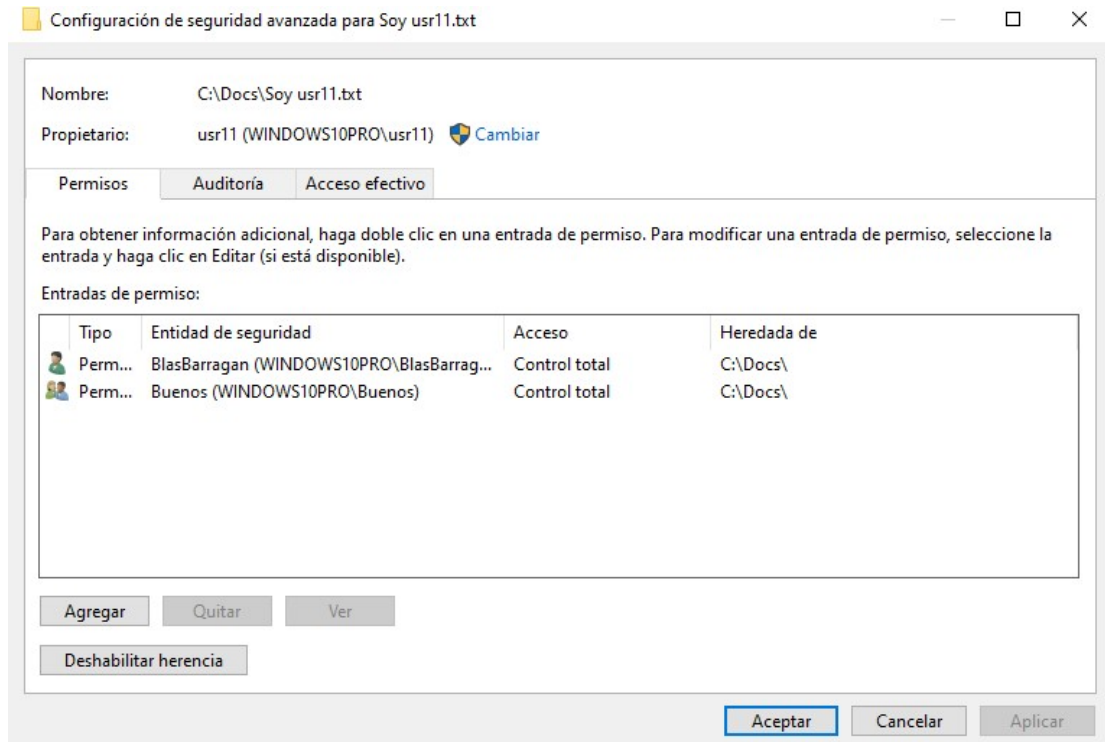 Configuración de seguridad avanzada para Soy usr11.txt
Nombre: C:\Docs\Soy usr11.txt
Propietario: usr11 (WINDOWS10PRO\usr11) Cambiar
Permisos Auditoría Acceso efectivo
Para obtener información adicional, haga doble clic en una entrada de permiso. Para modificar una entrada de permiso, seleccione la
entrada y haga clic en Editar (si está disponible).
Entradas de permiso:
Tipo Entidad de seguridad Acceso Heredada de
Perm... BlasBarragan (WINDOWS10PRO\BlasBarrag... Control total C:\Docs\
Perm... Buenos (WINDOWS10PRO\Buenos) Control total C:\Docs\
Agregar Quitar Ver
Deshabilitar herencia
Aceptar Cancelar Aplicar